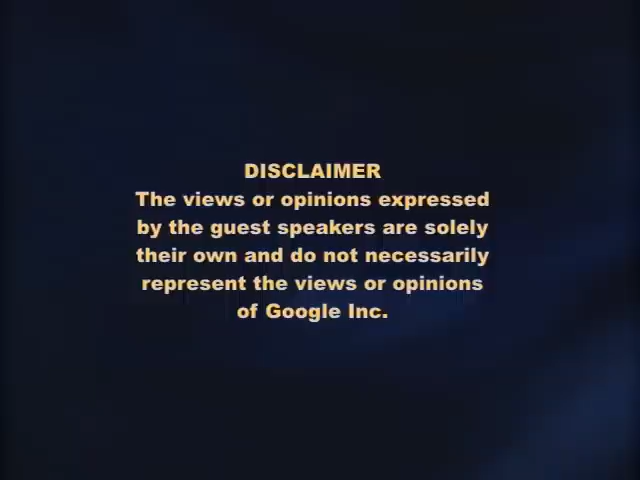 DISCLAIMER
The views or opinions expressed
by the guest speakers are solely
their own and do not necessarily
represent the views or opinions
of Google Inc.